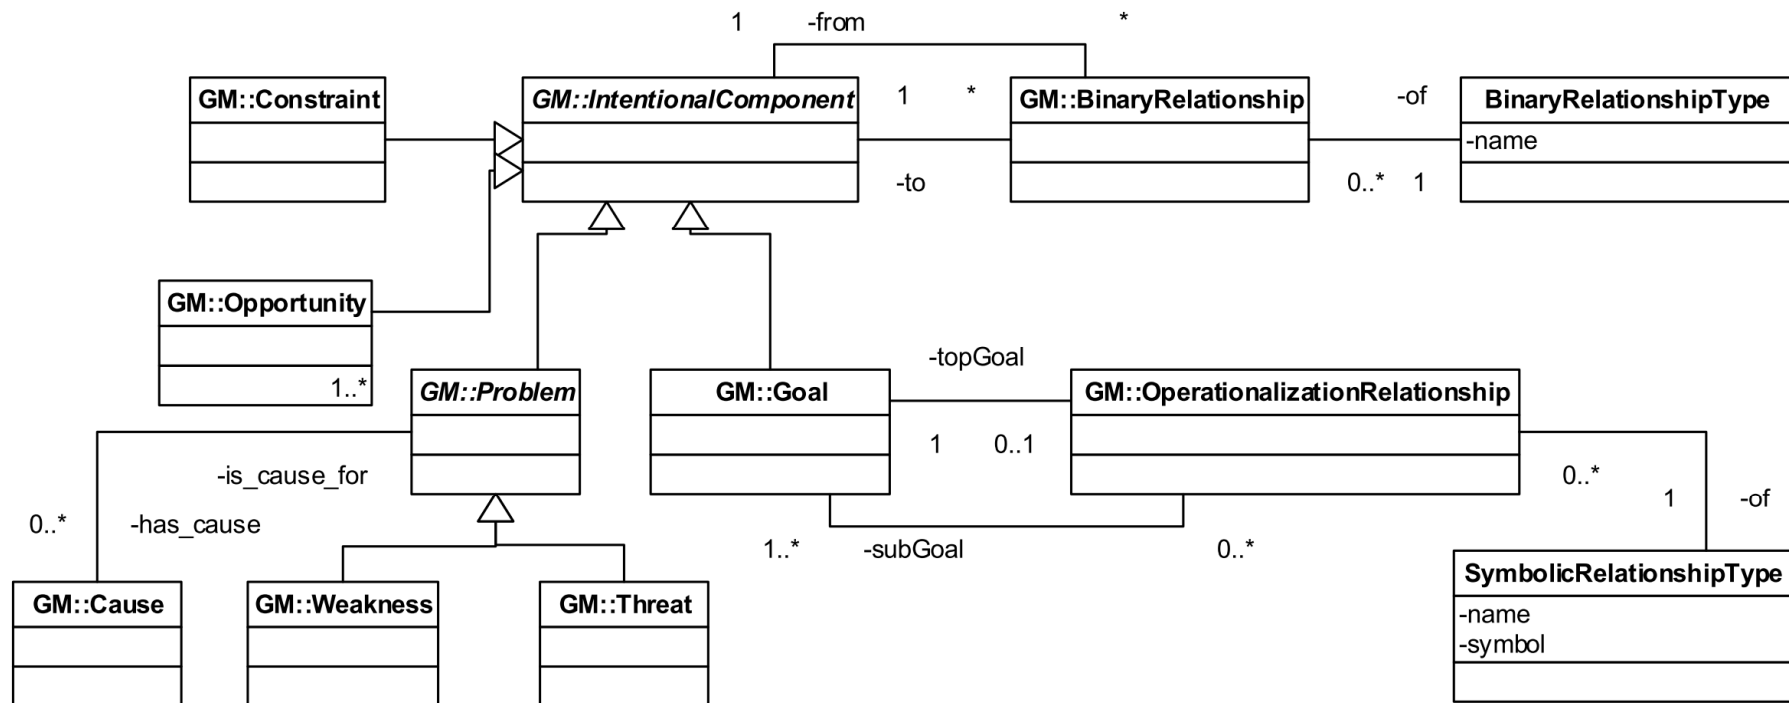 1 -from *
GM::Constraint
GM::IntentionalComponent
1 *
GM::BinaryRelationship
-of
BinaryRelationshipType
-name
-to
0..* 1
GM::Opportunity
1..*
-topGoal
GM::Problem
GM::Goal
GM::OperationalizationRelationship
1 0..1
-is_cause_for
0..*
1 -of
0..* -has_cause
1..* -subGoal 0..*
SymbolicRelationshipType
-name
-symbol
GM::Cause
GM::Weakness
GM::Threat